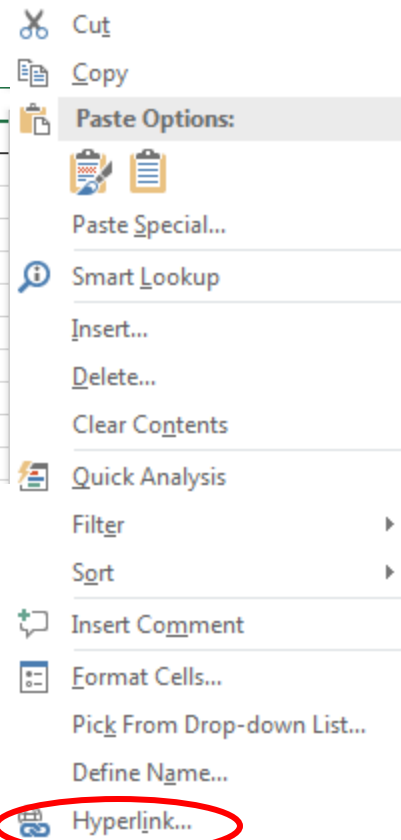 Cut
Copy
Paste Options:
Paste Special...
Smart Lookup
Insert...
Delete...
Clear Contents
Quick Analysis
Filter
Sort
Insert Comment
Format Cells...
Pick From Drop-down List...
Define Name...
Hyperlink...